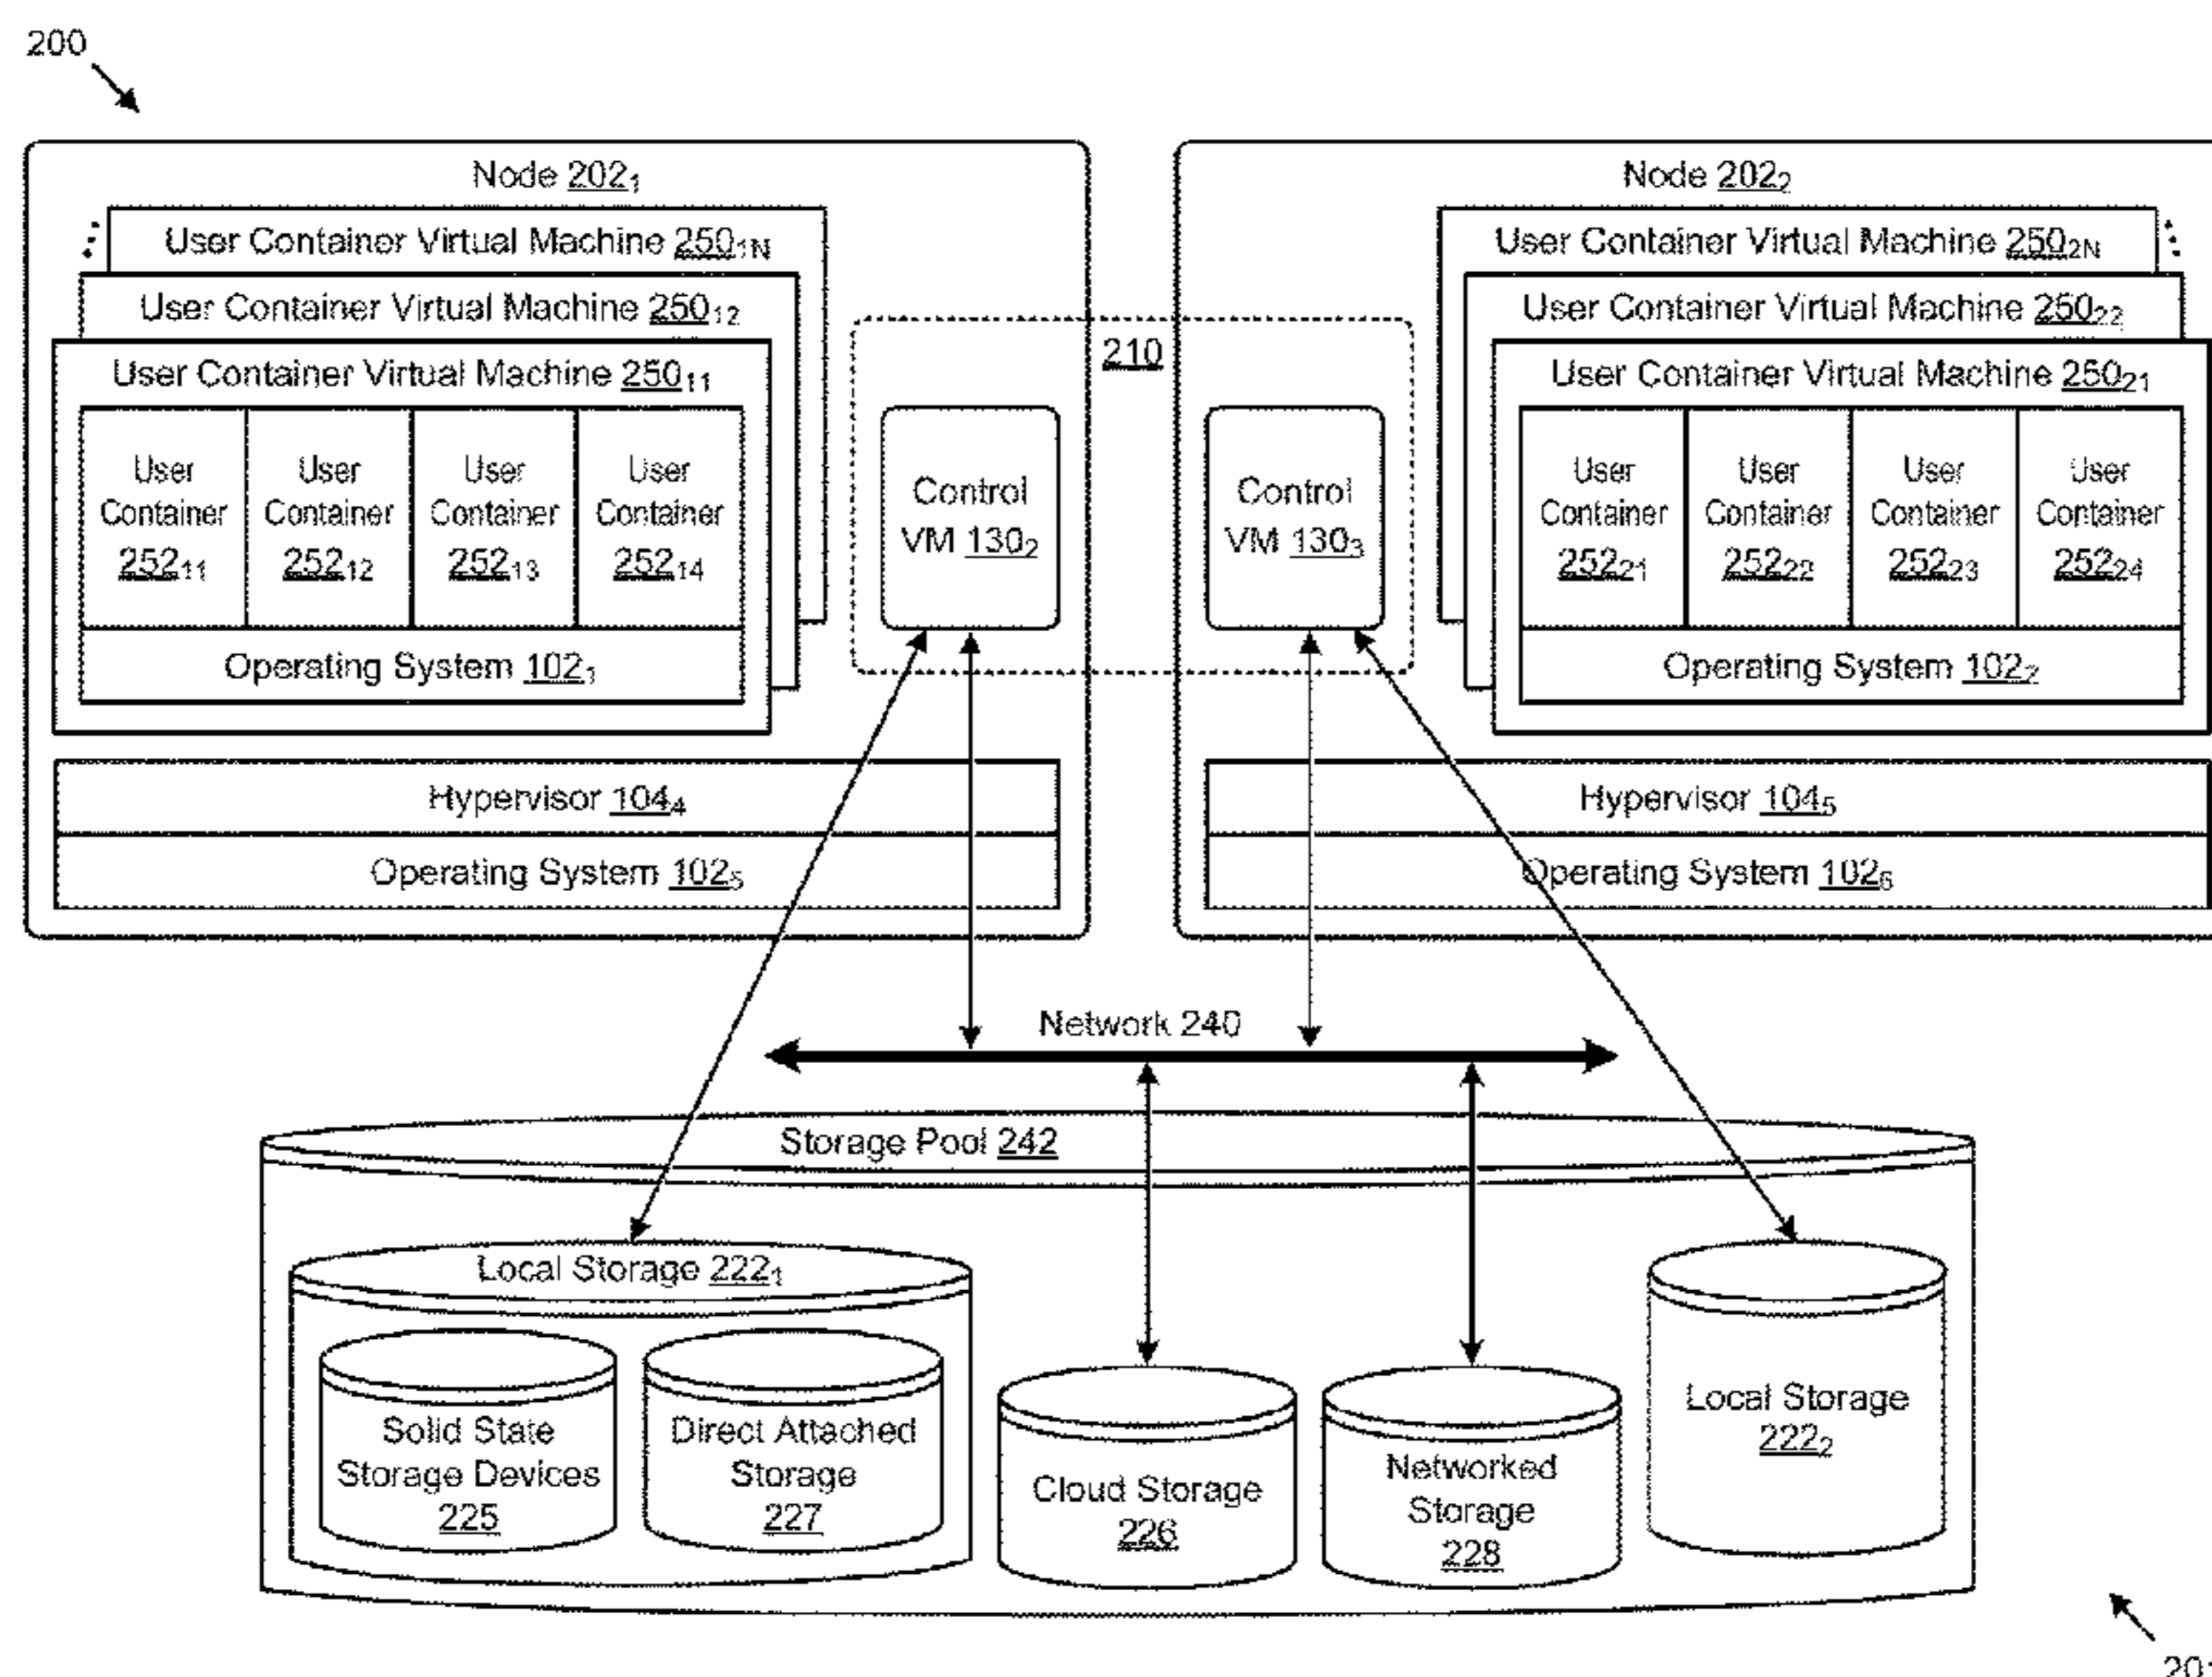 200
Node 202₁
User Container Virtual Machine 250₁N
User Container Virtual Machine 250₁₂
User Container Virtual Machine 250₁₁
User
Container
252₁₁
User
Container
252₁₂
User
Container
252₁₃
User
Container
252₁₄
Operating System 102₁
Hypervisor 104₄
Operating System 102₅
210
Control
VM 130₂
Control
VM 130₃
Node 202₂
User Container Virtual Machine 250₂N
User Container Virtual Machine 250₂₂
User Container Virtual Machine 250₂₁
User
Container
252₂₁
User
Container
252₂₂
User
Container
252₂₃
User
Container
252₂₄
Operating System 102₂
Hypervisor 104₅
Operating System 102₆
Network 240
Storage Pool 242
Local Storage 222₁
Solid State
Storage Devices
225
Direct Attached
Storage
227
Cloud Storage
226
Networked
Storage
228
Local Storage
222₂